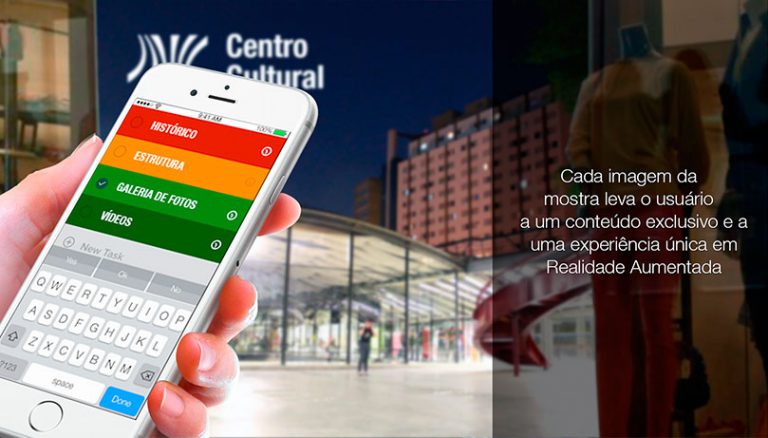 Centro
Cultural
9:41 AM
100%
HISTÓRICO
ESTRUTURA
GALERIA DE FOTOS
VÍDEOS
New Task
Yes Ok No
Q W E R T Y U I O P
A S D F G H J K L
Z X C V B N M
?123 space Done
Cada imagem da
mostra leva o usuário
a um conteúdo exclusivo e a
uma experiência única em
Realidade Aumentada